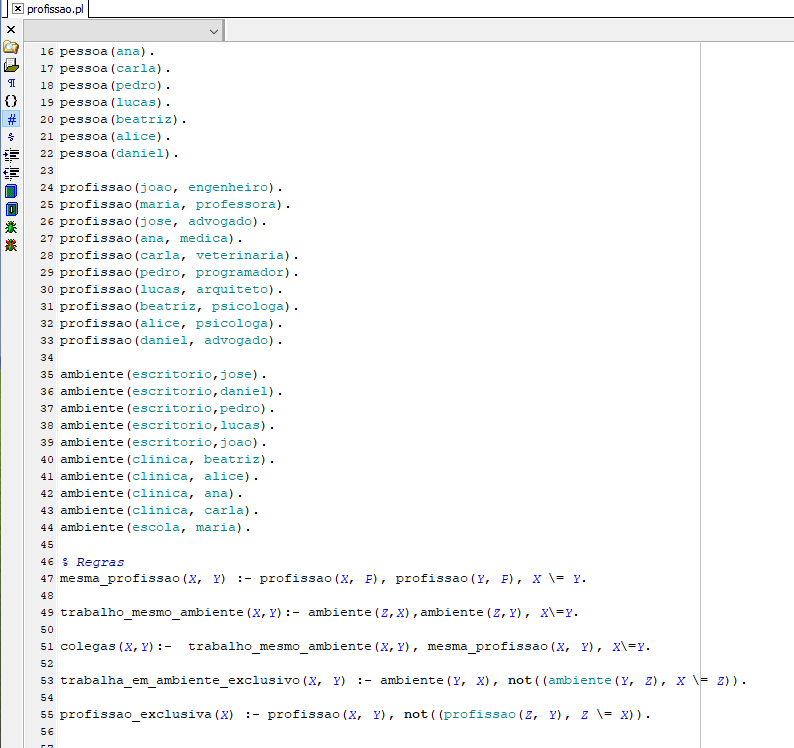 profissao.pl
16 pessoa(ana).
17 pessoa(carla).
18 pessoa(pedro).
19 pessoa(lucas).
20 pessoa(beatriz).
21 pessoa(alice).
22 pessoa(daniel).
23
24 profissao(joao, engenheiro).
25 profissao(maria, professora).
26 profissao(jose, advogado).
27 profissao(ana, medica).
28 profissao(carla, veterinaria).
29 profissao(pedro, programador).
30 profissao(lucas, arquiteto).
31 profissao(beatriz, psicologa).
32 profissao(alice, psicologa).
33 profissao(daniel, advogado).
34
35 ambiente(escritorio,jose).
36 ambiente(escritorio,daniel).
37 ambiente(escritorio,pedro).
38 ambiente(escritorio,lucas).
39 ambiente(escritorio,joao).
40 ambiente(clinica, beatriz).
41 ambiente(clinica, alice).
42 ambiente(clinica, ana).
43 ambiente(clinica, carla).
44 ambiente(escola, maria).
45
46 % Regras
47 mesma_profissao(X, Y) :- profissao(X, P), profissao(Y, P), X \= Y.
48
49 trabalho_mesmo_ambiente(X,Y):- ambiente(Z,X),ambiente(Z,Y), X\=Y.
50
51 colegas(X,Y):-  trabalho_mesmo_ambiente(X,Y), mesma_profissao(X, Y), X\=Y.
52
53 trabalha_em_ambiente_exclusivo(X, Y) :- ambiente(Y, X), not((ambiente(Y, Z), X \= Z)).
54
55 profissao_exclusiva(X) :- profissao(X, Y), not((profissao(Z, Y), Z \= X)).
56